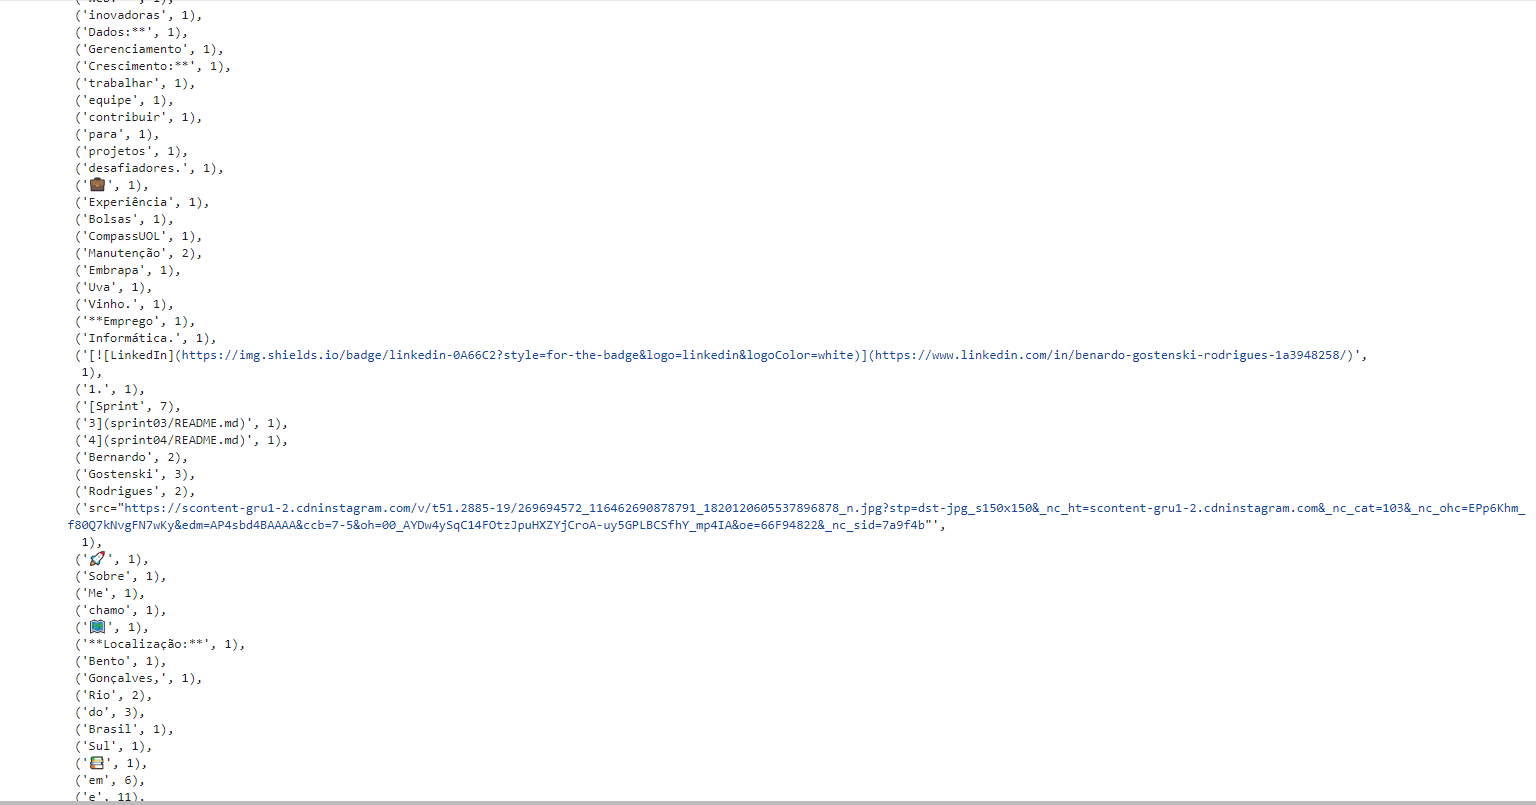 ('inovadoras', 1),
('Dados:**', 1),
('Gerenciamento', 1),
('Crescimento:**', 1),
('trabalhar', 1),
('equipe', 1),
('contribuir', 1),
('para', 1),
('projetos', 1),
('desafiadores.', 1),
('💼', 1),
('Experiência', 1),
('Bolsas', 1),
('CompassUOL', 1),
('Manutenção', 2),
('Embrapa', 1),
('Uva', 1),
('Vinho.', 1),
('**Emprego', 1),
('Informática.', 1),
('[![LinkedIn](https://img.shields.io/badge/linkedin-0A66C2?style=for-the-badge&logo=linkedin&logoColor=white)](https://www.linkedin.com/in/benardo-gostenski-rodrigues-1a3948258/)',
1),
('1.', 1),
('[Sprint', 7),
('3](sprint03/README.md)', 1),
('4](sprint04/README.md)', 1),
('Bernardo', 2),
('Gostenski', 3),
('Rodrigues', 2),
('src="https://scontent-gru1-2.cdninstagram.com/v/t51.2885-19/269694572_116462690878791_1820120605537896878_n.jpg?stp=dst-jpg_s150x150&_nc_ht=scontent-gru1-2.cdninstagram.com&_nc_cat=103&_nc_ohc=EPp6Khm_
f80Q7kNvgFN7wKy&edm=AP4sbd4BAAAA&ccb=7-5&oh=00_AYDw4ySqC14FOtzJpuHXZYjCroA-uy5GPLBCSfhY_mp4IA&oe=66F94822&_nc_sid=7a9f4b"',
1),
('🚀', 1),
('Sobre', 1),
('Me', 1),
('chamo', 1),
('🗺', 1),
('**Localização:**', 1),
('Bento', 1),
('Gonçalves,', 1),
('Rio', 2),
('do', 3),
('Brasil', 1),
('Sul', 1),
('📚', 1),
('em', 6),
('e', 11),